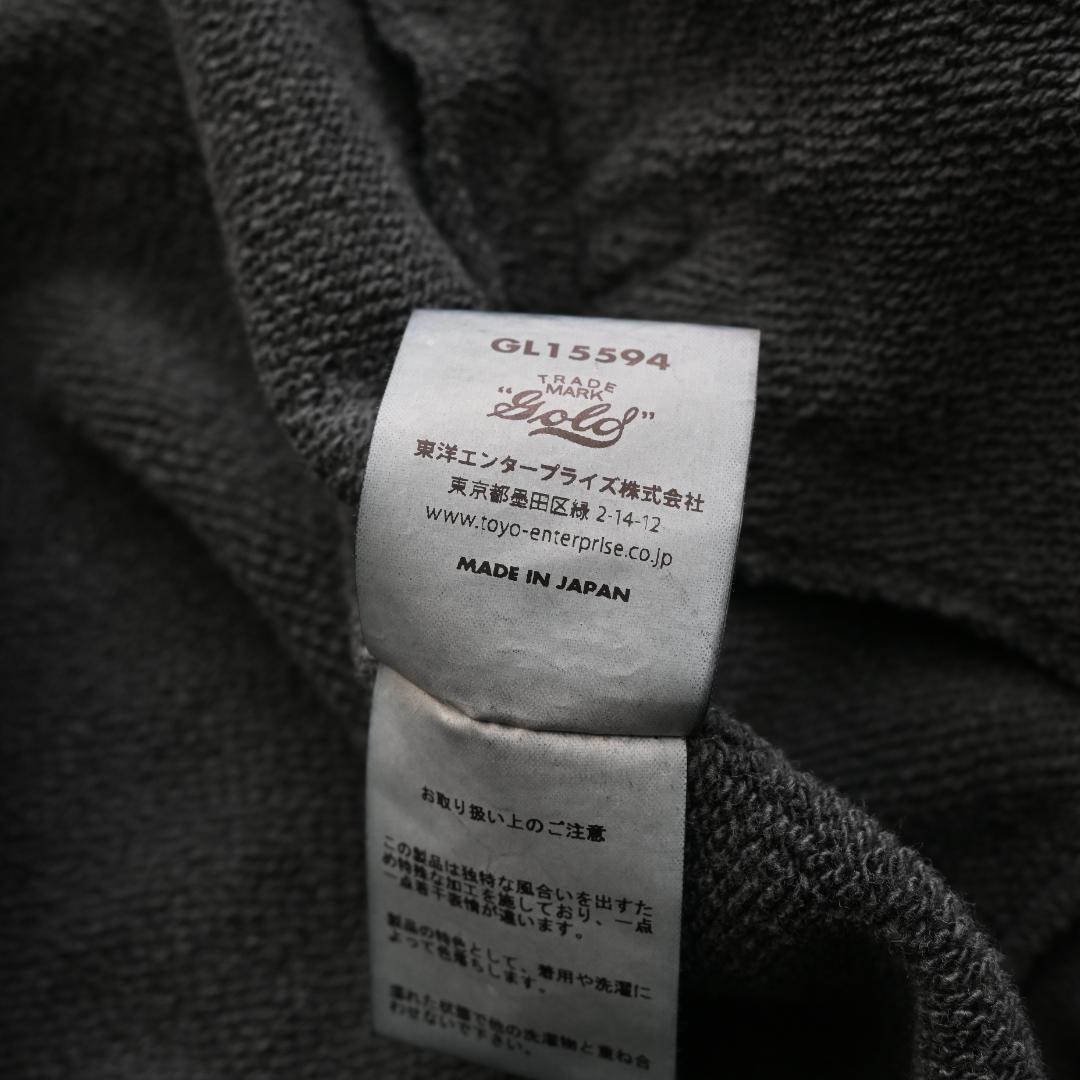 GL15594
TRADE
MARK
"Gold"
東洋エンタープライズ株式会社
東京都墨田区緑 2-14-12
www.toyo-enterprise.co.jp
MADE IN JAPAN
お取り扱い上のご注意
この製品は独特な風合いを出すた
め特殊な加工を施しており、一点
一点若干表情が違います。
製品の特色として、着用や洗濯に
よって色落ちします。
濡れた状態で他の洗濯物と重ね合
わせないで下さい。